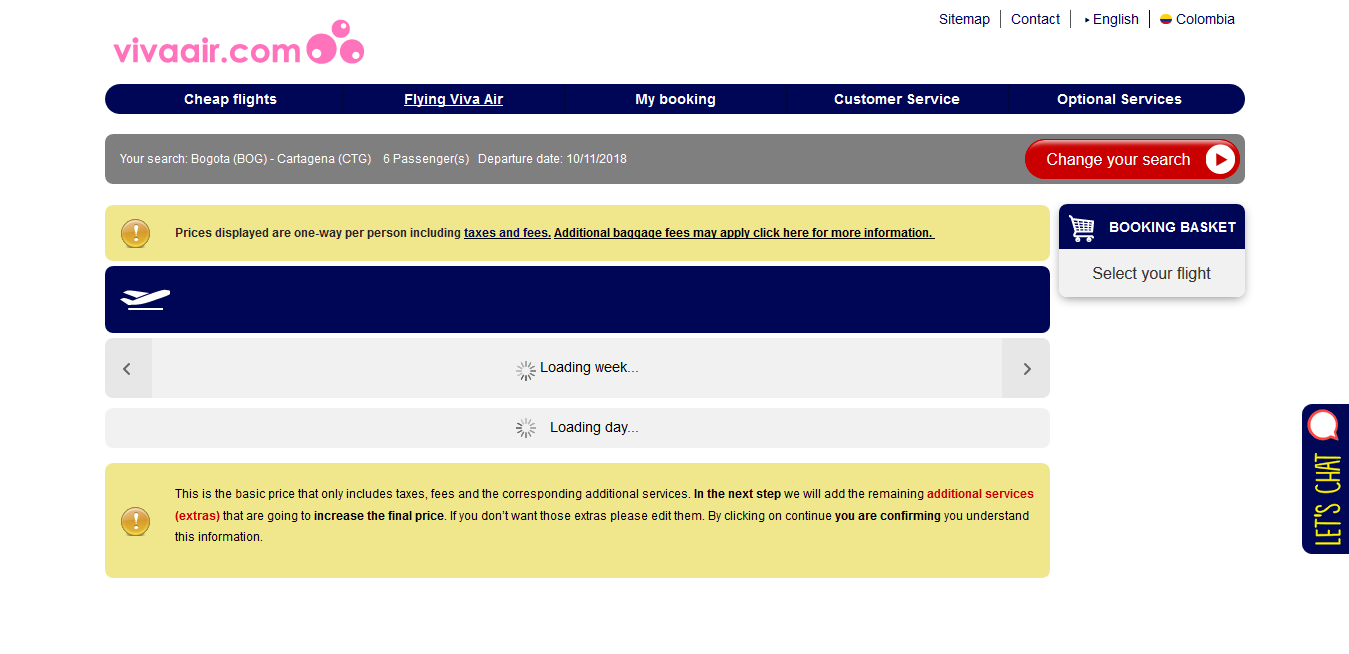 Sitemap Contact English Colombia
vivaair.com
Cheap flights Flying Viva Air My booking Customer Service Optional Services
Your search: Bogota (BOG) - Cartagena (CTG) 6 Passenger(s) Departure date: 10/11/2018
Change your search
Prices displayed are one-way per person including taxes and fees. Additional baggage fees may apply click here for more information.
BOOKING BASKET
Select your flight
Loading week...
Loading day...
LET'S CHAT
This is the basic price that only includes taxes, fees and the corresponding additional services. In the next step we will add the remaining additional services
(extras) that are going to increase the final price. If you don't want those extras please edit them. By clicking on continue you are confirming you understand
this information.